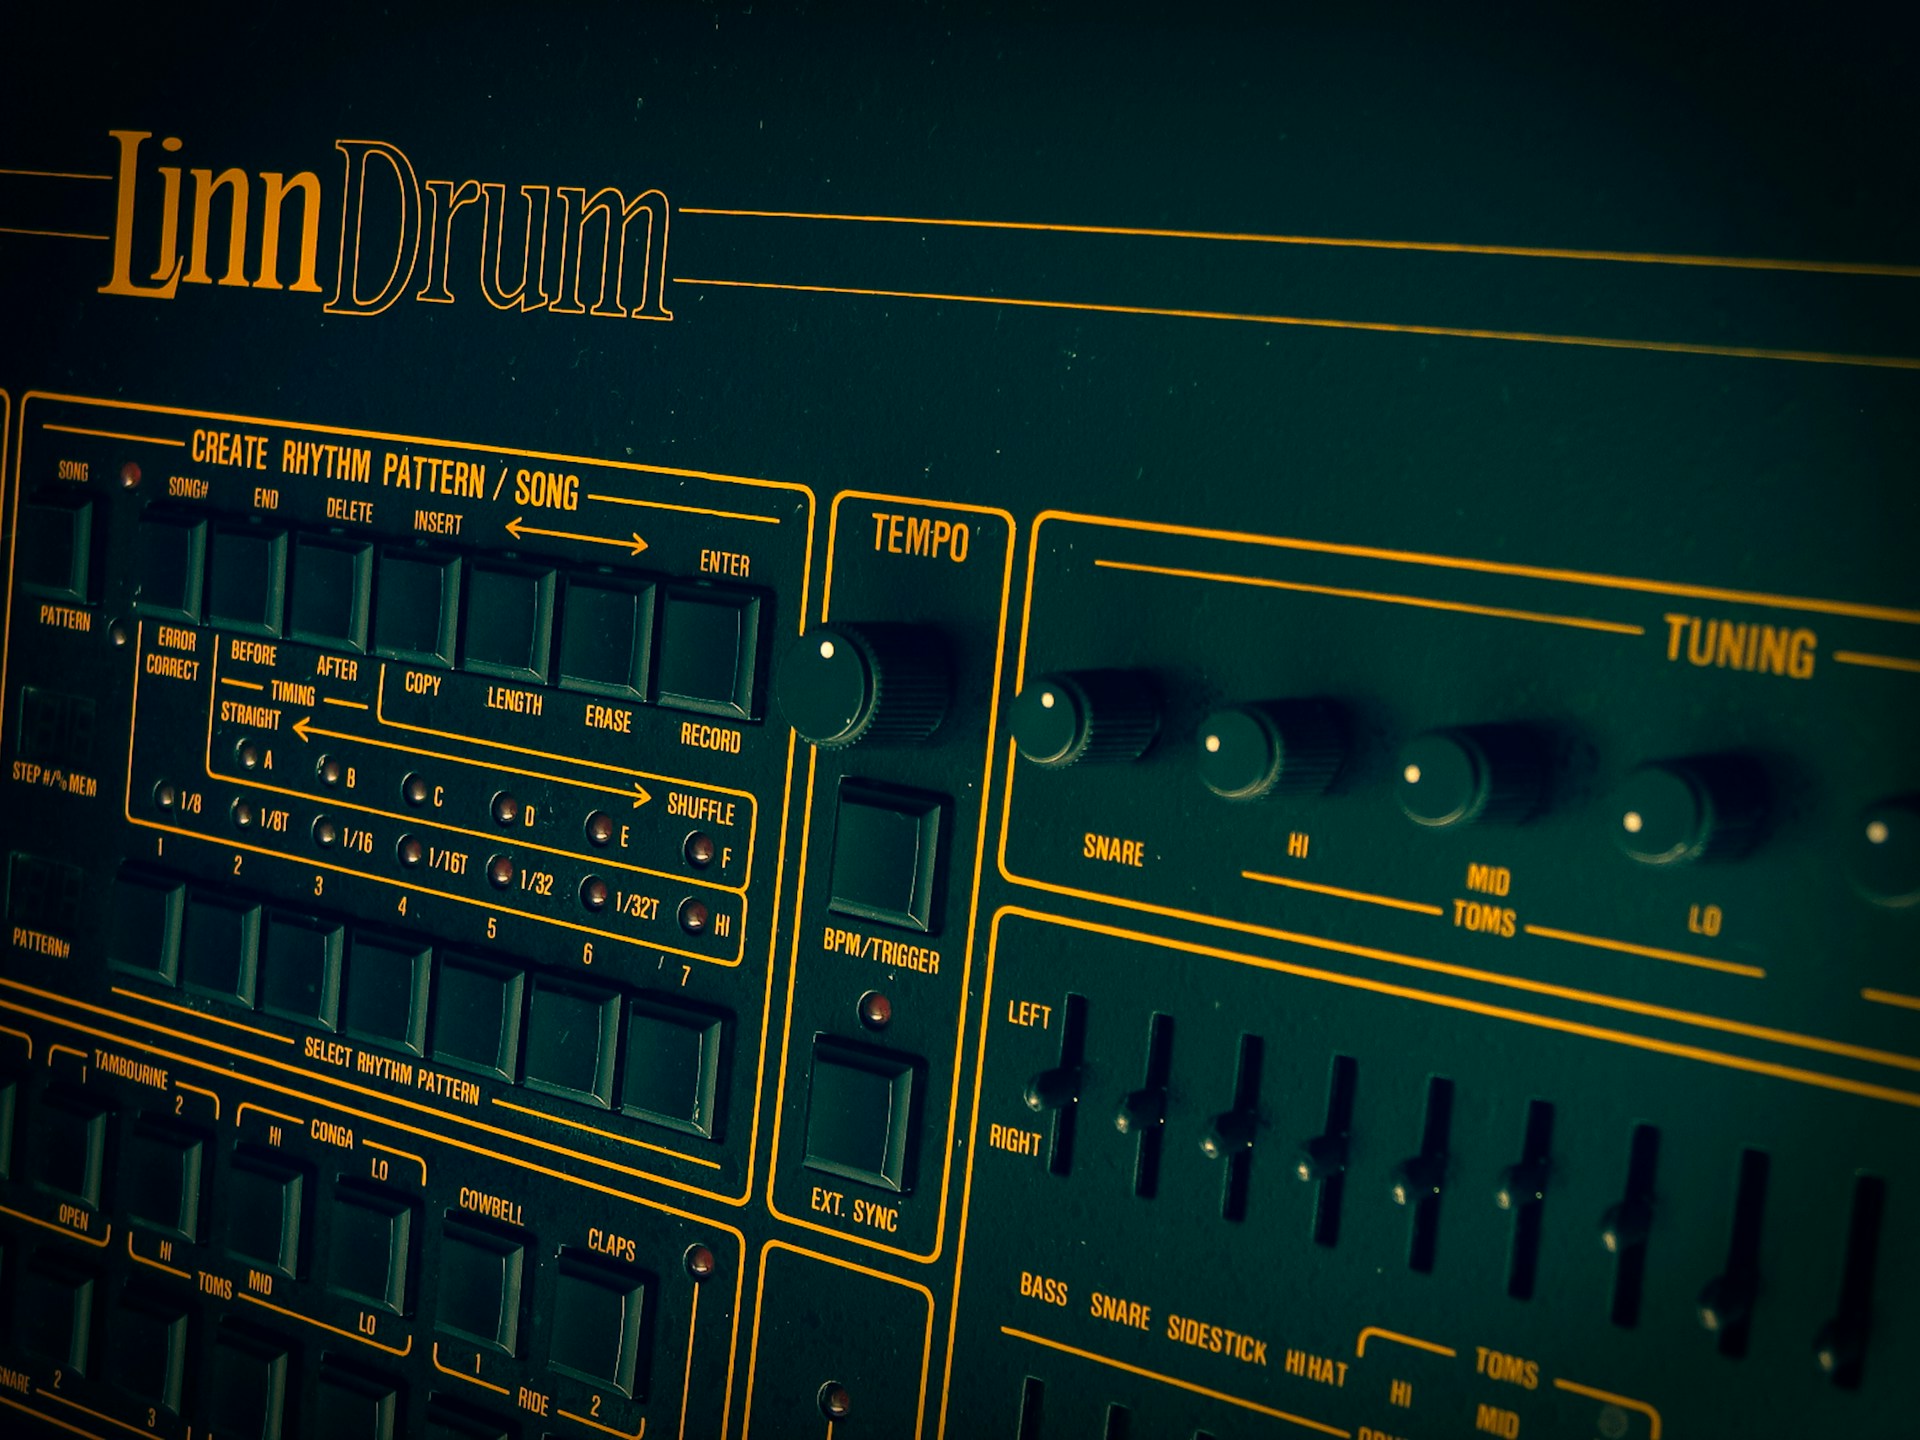 LinnDrum
CREATE RHYTHM PATTERN / SONG
SONG
SONG#
END
DELETE
INSERT
ENTER
PATTERN
ERROR
CORRECT
BEFORE
AFTER
TIMING
COPY
LENGTH
ERASE
RECORD
STRAIGHT
SHUFFLE
A
B
C
D
E
F
STEP #/% MEM
1/8
1/8T
1/16
1/16T
1/32
1/32T
HI
1
2
3
4
5
6
7
PATTERN#
SELECT RHYTHM PATTERN
TEMPO
BPM/TRIGGER
EXT. SYNC
TUNING
SNARE
HI
MID
LO
TOMS
LEFT
RIGHT
BASS
SNARE
SIDESTICK
HIHAT
TOMS
HI
MID
TAMBOURINE
1
2
CONGA
HI
LO
COWBELL
CLAPS
OPEN
HI
MID
LO
TOMS
1
2
RIDE
SNARE
2
3